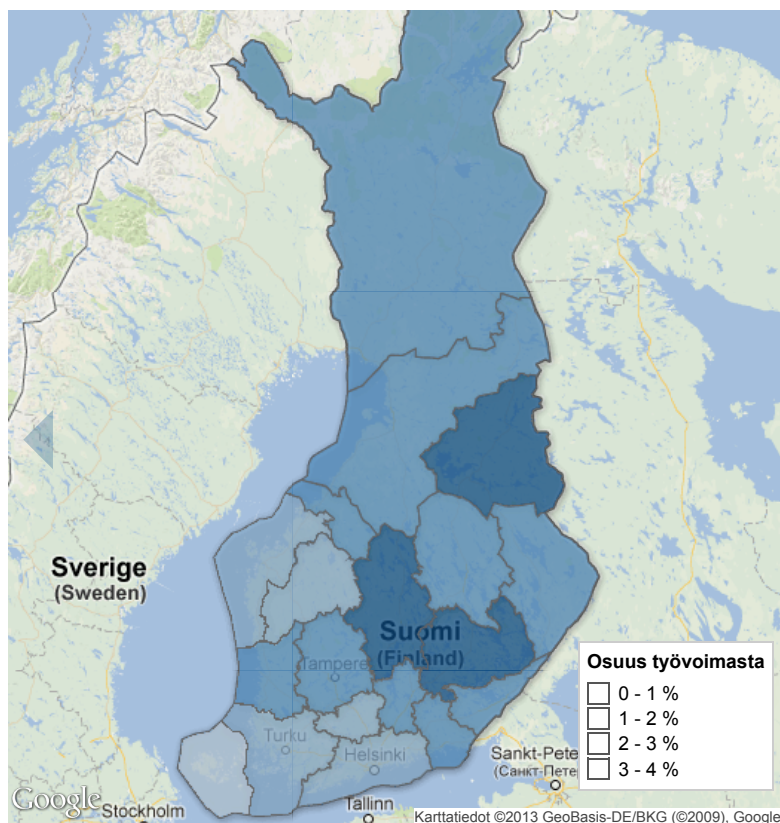 Sverige
(Sweden)
Suomi
(Finland)
Tampere
Turku
Helsinki
Tallinn
Stockholm
Sankt-Pete
(Санкт-Пете
Google
Osuus työvoimasta
0 - 1 %
1 - 2 %
2 - 3 %
3 - 4 %
Karttatiedot ©2013 GeoBasis-DE/BKG (©2009), Google